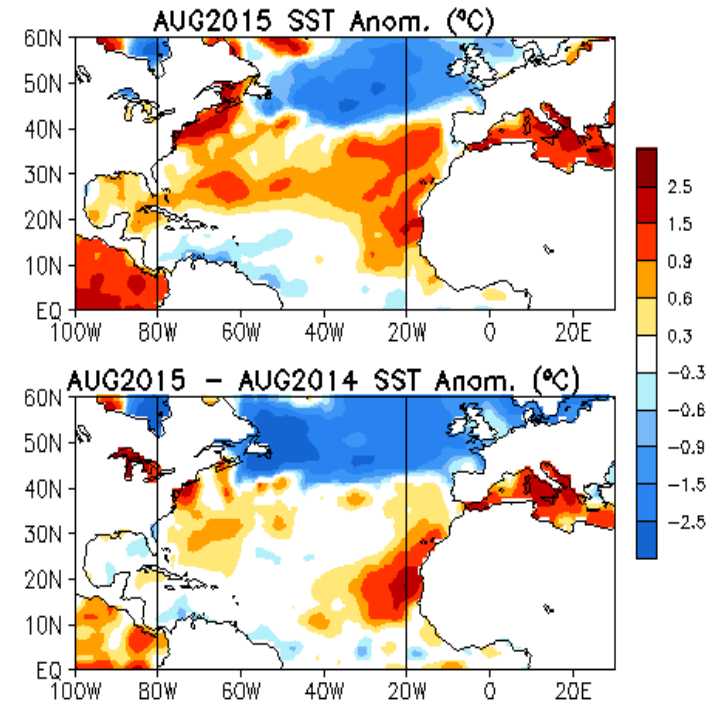 AUG2015 SST Anom. (ºC)
60N
50N
40N
30N
20N
10N
EQ
100W 80W 60W 40W 20W 0 20E
2.5
1.5
0.9
0.6
0.3
-0.3
-0.6
-0.9
-1.5
-2.5
AUG2015 - AUG2014 SST Anom. (ºC)
60N
50N
40N
30N
20N
10N
EQ
100W 80W 60W 40W 20W 0 20E